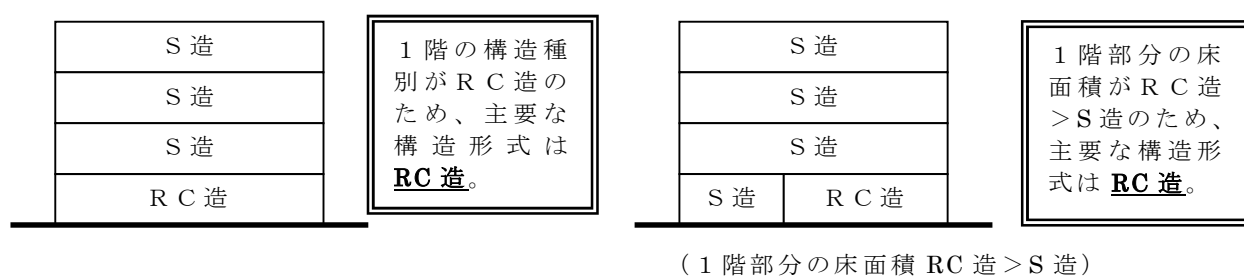 S造
S造
S造
RC造
1階の構造種
別がRC造の
ため、主要な
構造形式は
RC造。
S造
S造
S造
S造 RC造
(1階部分の床面積 RC造>S造)
1階部分の床
面積がRC造
>S造のため、
主要な構造形
式は RC造。